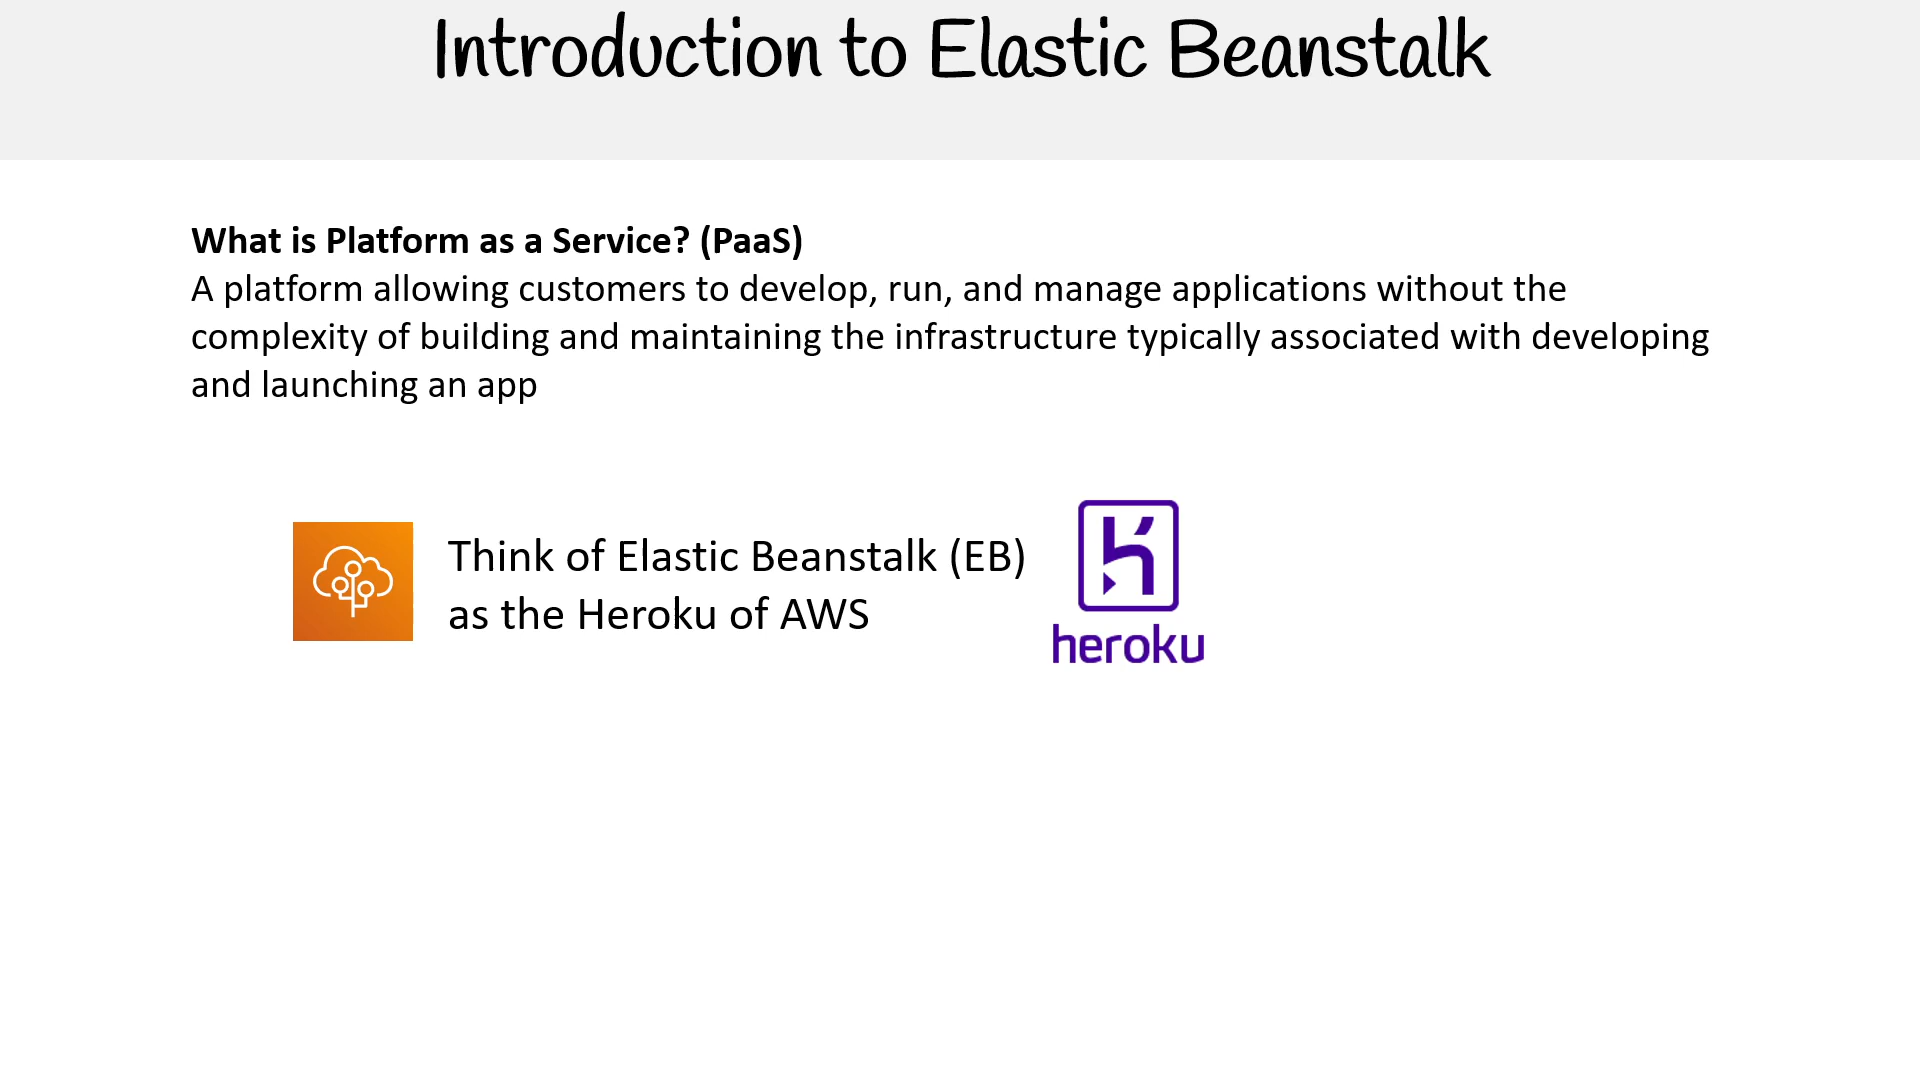 Introduction to Elastic Beanstalk
What is Platform as a Service? (PaaS)
A platform allowing customers to develop, run, and manage applications without the
complexity of building and maintaining the infrastructure typically associated with developing
and launching an app
Think of Elastic Beanstalk (EB)
as the Heroku of AWS
heroku